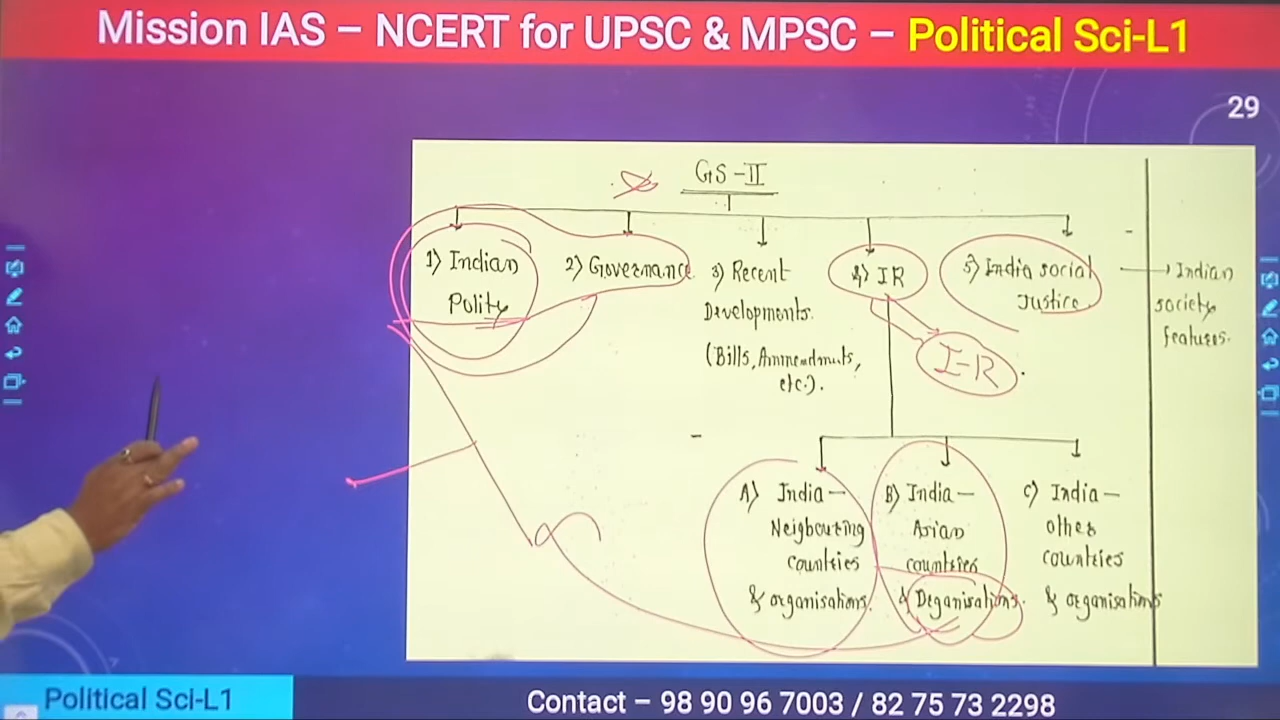 Mission IAS – NCERT for UPSC & MPSC – Political Sci-L1
29
GS-II
1) Indian
Polity
2) Governance
3) Recent
Developments.
(Bills, Ammendmnts,
etc.).
4) IR
I-R
5) India social
Justice.
Indian
society
features.
A) India –
Neigbouring
countries
& organisations.
B) India –
Asian
countries
& Organisations.
C) India –
other
countries
& organisations
Political Sci-L1
Contact – 98 90 96 7003 / 82 75 73 2298